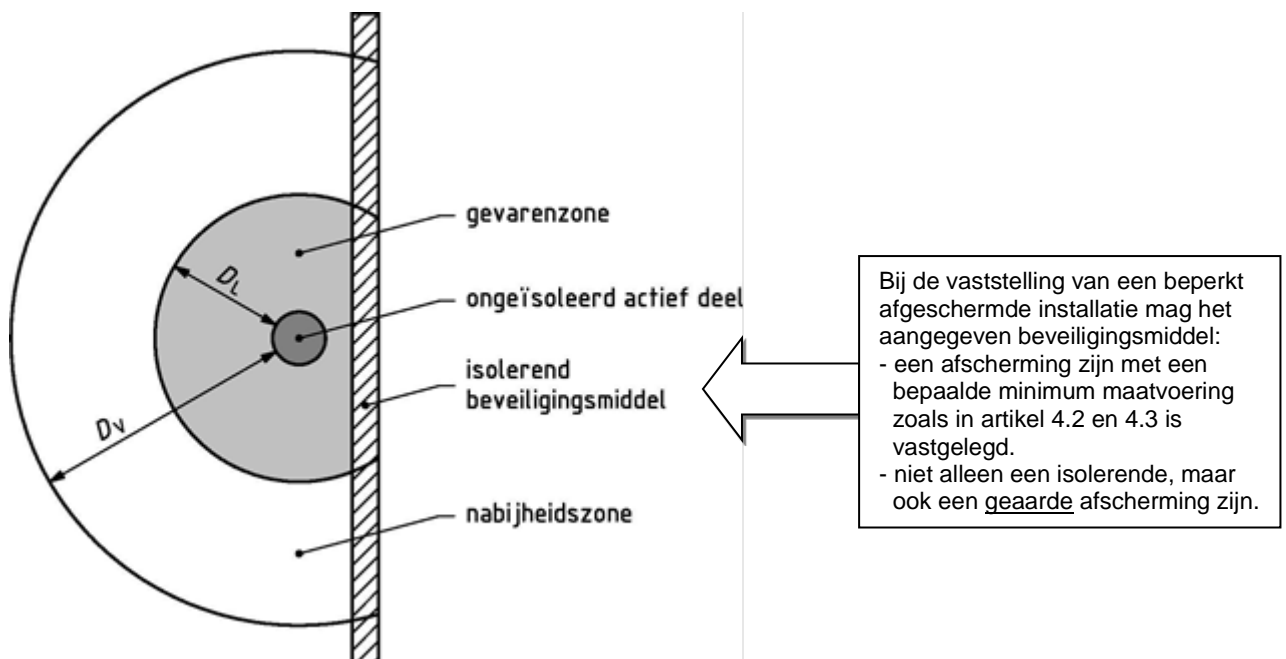 gevarenzone
D_L
ongeïsoleerd actief deel
isolerend
beveiligingsmiddel
D_V
nabijheidszone
Bij de vaststelling van een beperkt
afgeschermde installatie mag het
aangegeven beveiligingsmiddel:
- een afscherming zijn met een
bepaalde minimum maatvoering
zoals in artikel 4.2 en 4.3 is
vastgelegd.
- niet alleen een isolerende, maar
ook een geaarde afscherming zijn.